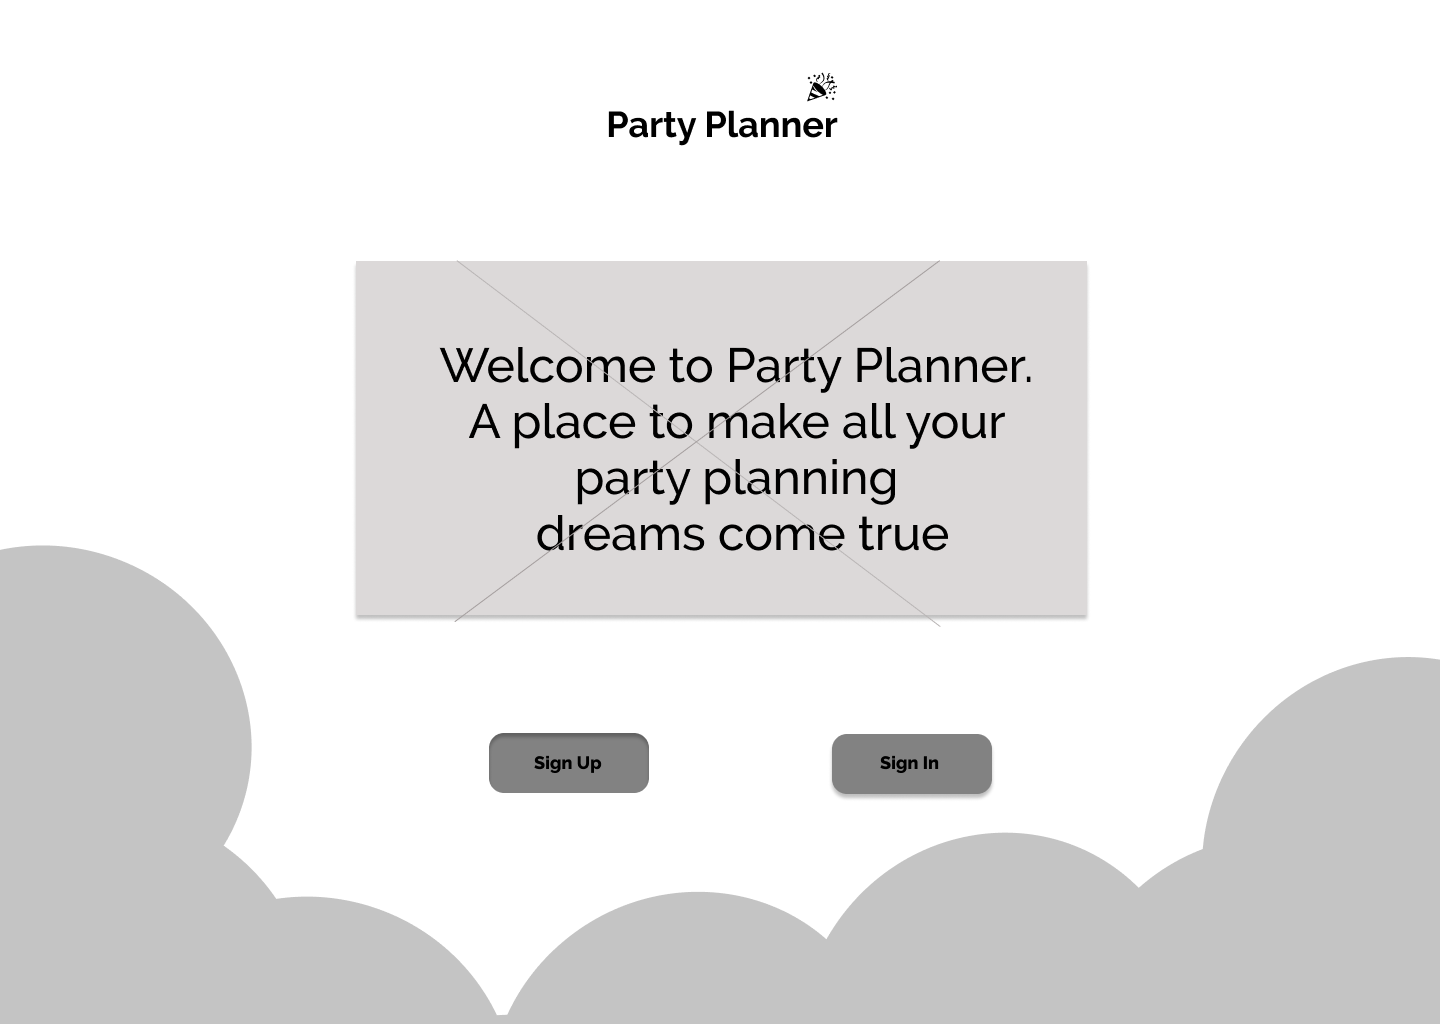 Party Planner
Welcome to Party Planner.
A place to make all your
party planning
dreams come true
Sign Up
Sign In